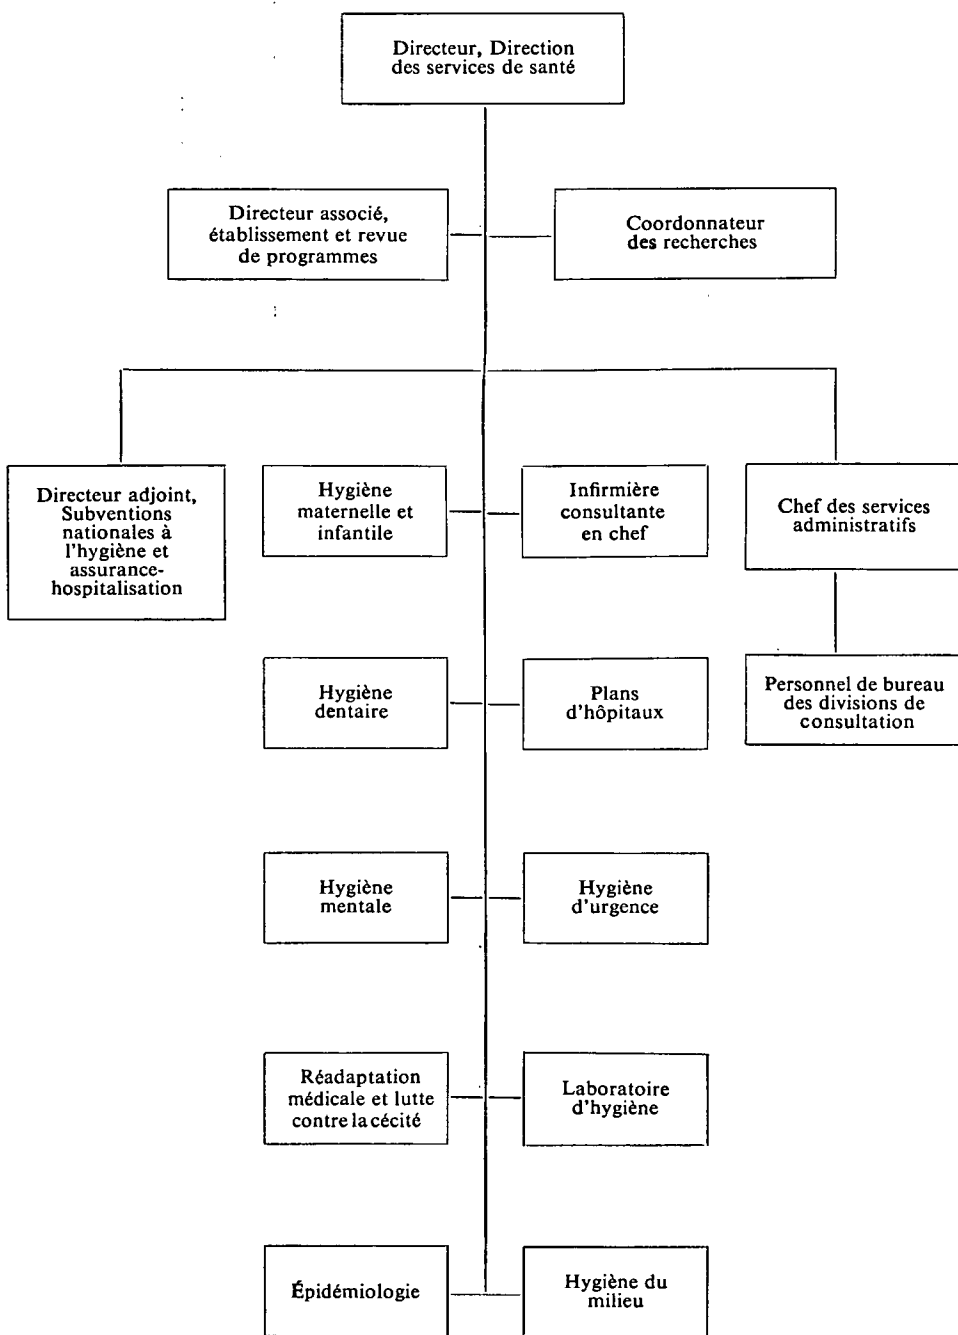 Directeur, Direction
des services de santé
Directeur associé,
établissement et revue
de programmes
Coordonnateur
des recherches
Directeur adjoint,
Subventions
nationales à
l'hygiène et
assurance-
hospitalisation
Hygiène
maternelle et
infantile
Infirmière
consultante
en chef
Chef des services
administratifs
Hygiène
dentaire
Plans
d'hôpitaux
Personnel de bureau
des divisions de
consultation
Hygiène
mentale
Hygiène
d'urgence
Réadaptation
médicale et lutte
contre la cécité
Laboratoire
d'hygiène
Épidémiologie
Hygiène du
milieu